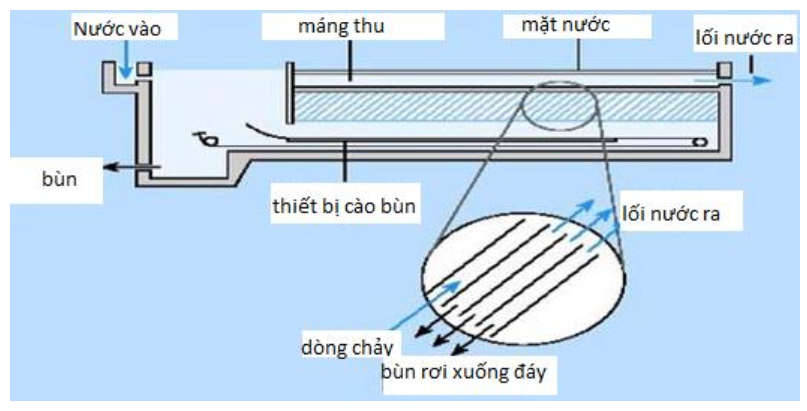 Nước vào
máng thu
mặt nước
lối nước ra
bùn
thiết bị cào bùn
lối nước ra
dòng chảy
bùn rơi xuống đáy